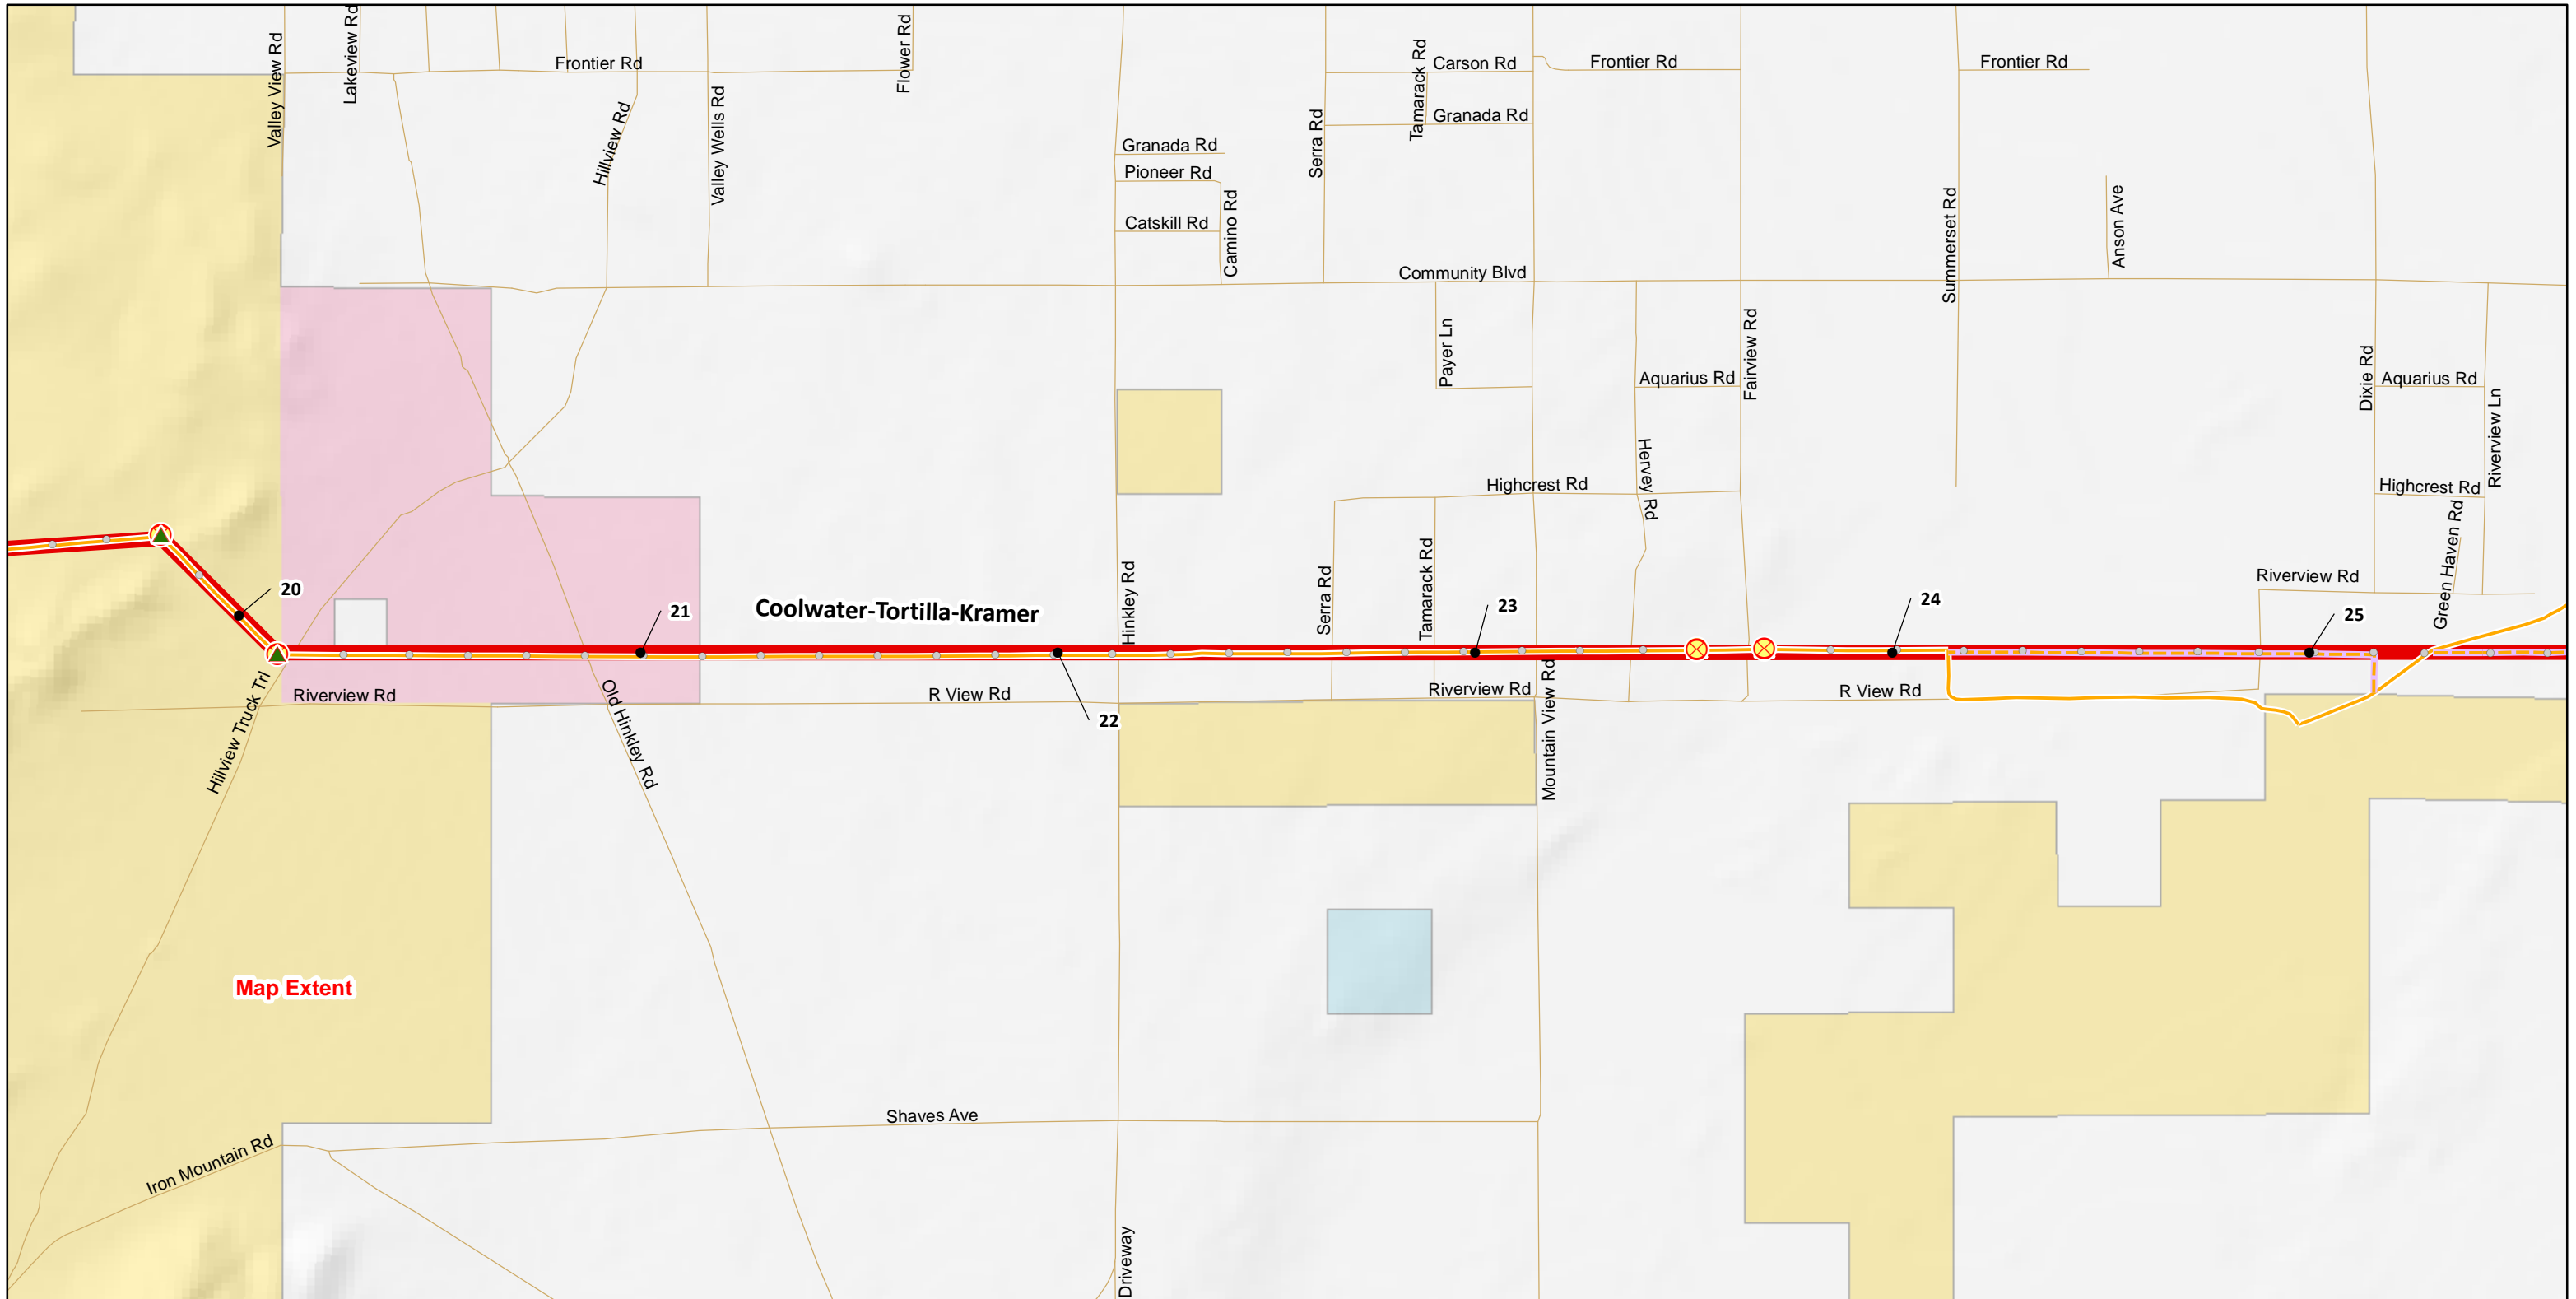 Valley View Rd
Lakeview Rd
Frontier Rd
Hillview Rd
Valley Wells Rd
Flower Rd
Granada Rd
Pioneer Rd
Catskill Rd
Camino Rd
Serra Rd
Tamarack Rd
Carson Rd
Granada Rd
Frontier Rd
Frontier Rd
Summerset Rd
Anson Ave
Community Blvd
Payer Ln
Aquarius Rd
Fairview Rd
Dixie Rd
Aquarius Rd
Riverview Ln
Hervey Rd
Highcrest Rd
Highcrest Rd
Green Haven Rd
Riverview Rd
Hinkley Rd
Serra Rd
Tamarack Rd
20
21
Coolwater-Tortilla-Kramer
23
24
25
22
Hillview Truck Trl
Riverview Rd
Old Hinkley Rd
R View Rd
Riverview Rd
Mountain View Rd
R View Rd
Map Extent
Shaves Ave
Iron Mountain Rd
Driveway